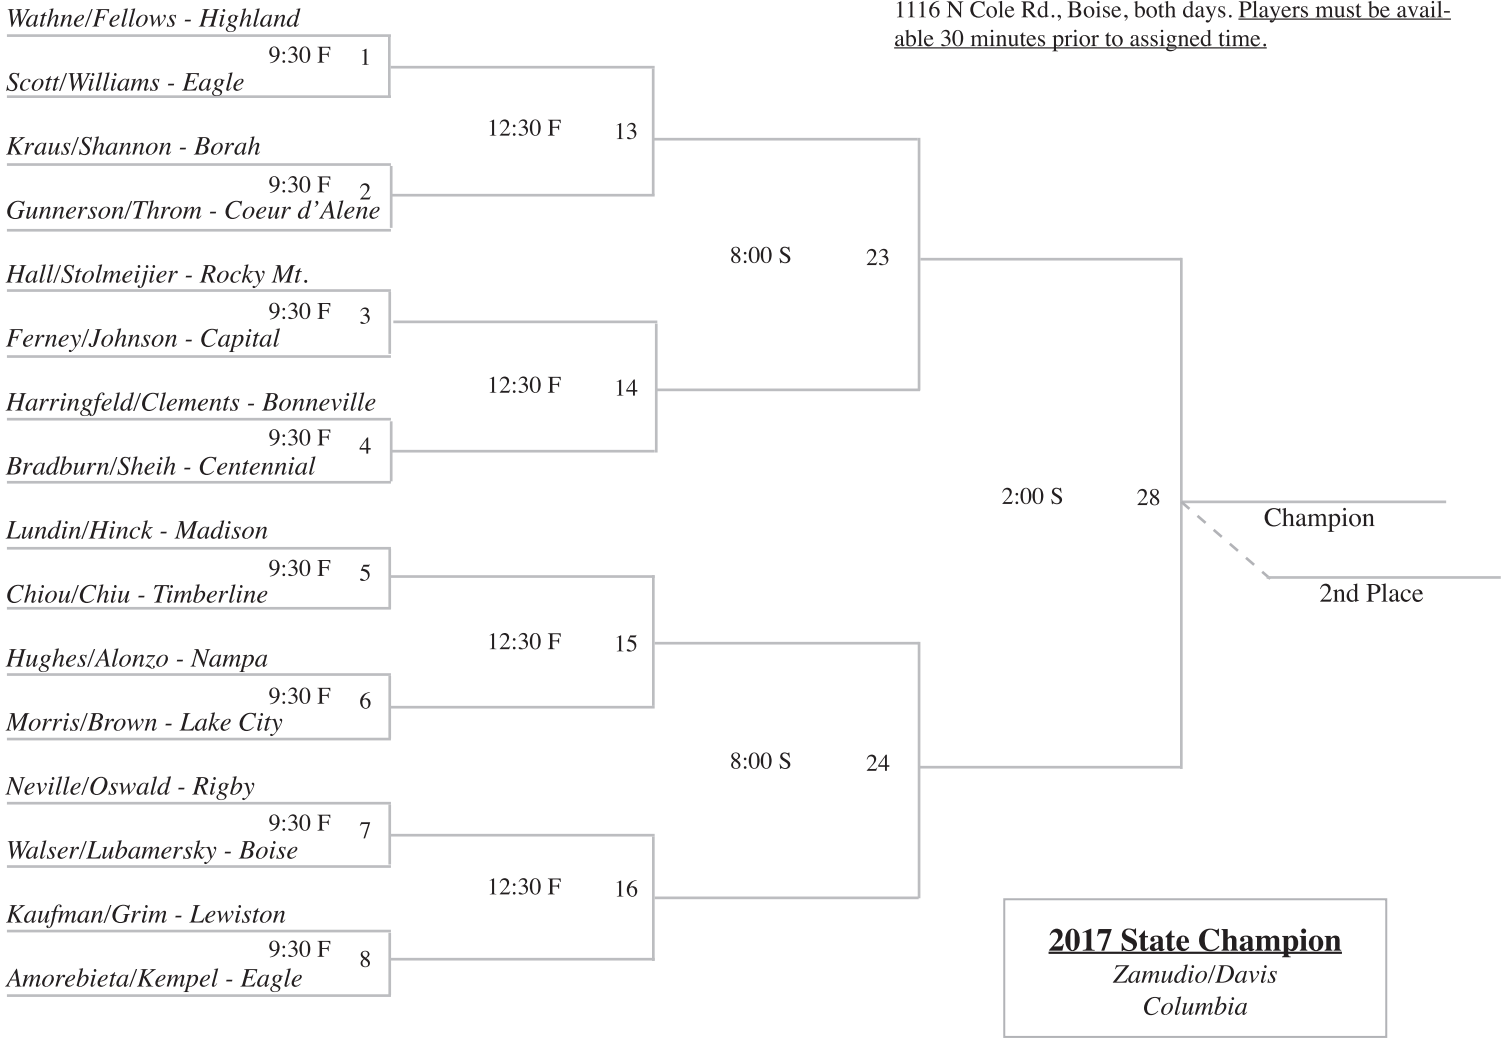 Wathne/Fellows - Highland
1116 N Cole Rd., Boise, both days. Players must be avail-
able 30 minutes prior to assigned time.
9:30 F 1
Scott/Williams - Eagle
12:30 F 13
Kraus/Shannon - Borah
9:30 F 2
Gunnerson/Throm - Coeur d'Alene
8:00 S 23
Hall/Stolmeijier - Rocky Mt.
9:30 F 3
Ferney/Johnson - Capital
12:30 F 14
Harringfeld/Clements - Bonneville
9:30 F 4
Bradburn/Sheih - Centennial
2:00 S 28
Champion
Lundin/Hinck - Madison
9:30 F 5
Chiou/Chiu - Timberline
2nd Place
12:30 F 15
Hughes/Alonzo - Nampa
9:30 F 6
Morris/Brown - Lake City
8:00 S 24
Neville/Oswald - Rigby
9:30 F 7
Walser/Lubamersky - Boise
12:30 F 16
Kaufman/Grim - Lewiston
9:30 F 8
Amorebieta/Kempel - Eagle
2017 State Champion
Zamudio/Davis
Columbia